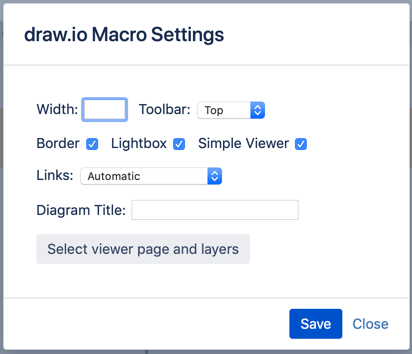 draw.io Macro Settings
Width: Toolbar: Top
Border Lightbox Simple Viewer
Links: Automatic
Diagram Title:
Select viewer page and layers
Save Close